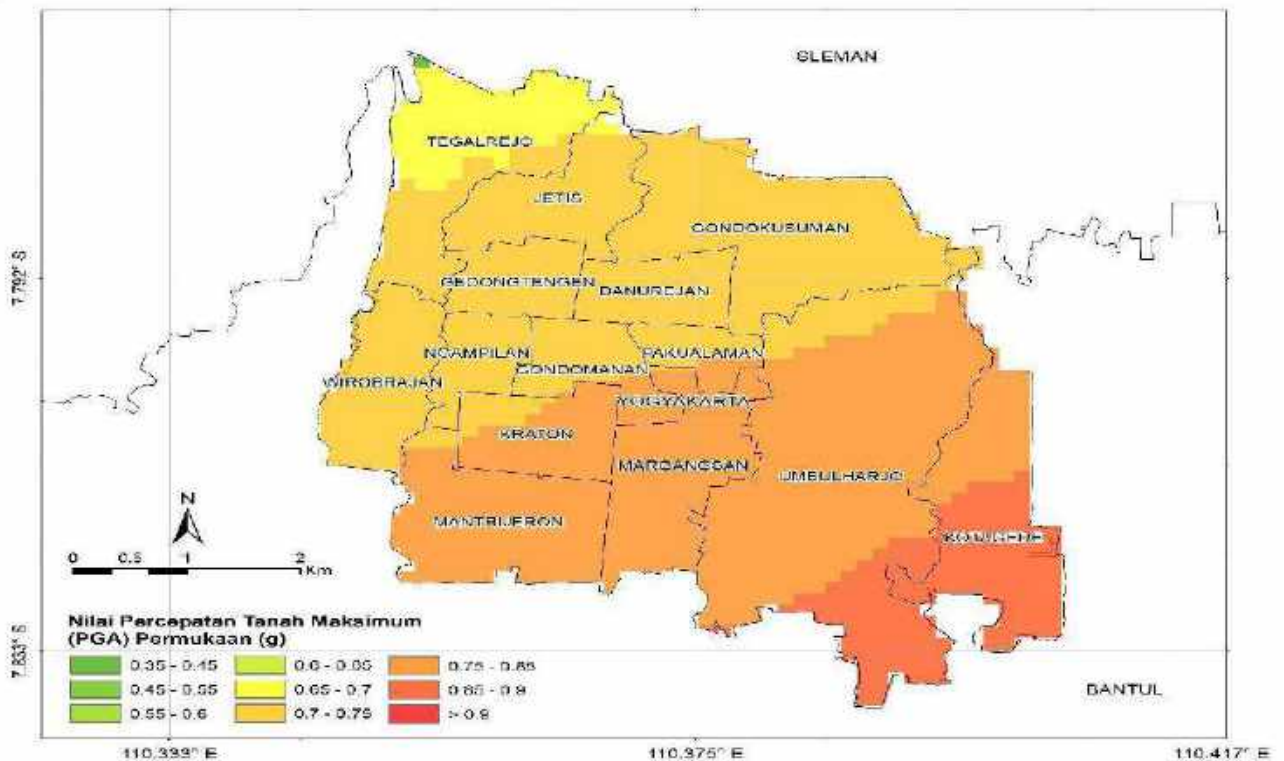 SLEMAN
TEGALREJO
JETIS
GONDOKUSUMAN
GEDONGTENGEN
DANUREJAN
NGAMPILAN
PAKUALAMAN
GONDOMANAN
WIROBRAJAN
YOGYAKARTA
KRATON
MARGANGSAN
UMBULHARJO
MANTRIJERON
KOTAGEDE
BANTUL
7.792° S
7.833° S
N
0 0.5 1 2
Km
Nilai Percepatan Tanah Maksimum
(PGA) Permukaan (g)
0.35 - 0.45
0.45 - 0.55
0.55 - 0.6
0.6 - 0.65
0.65 - 0.7
0.7 - 0.75
0.75 - 0.85
0.85 - 0.9
> 0.9
110.333° E
110.375° E
110.417° E